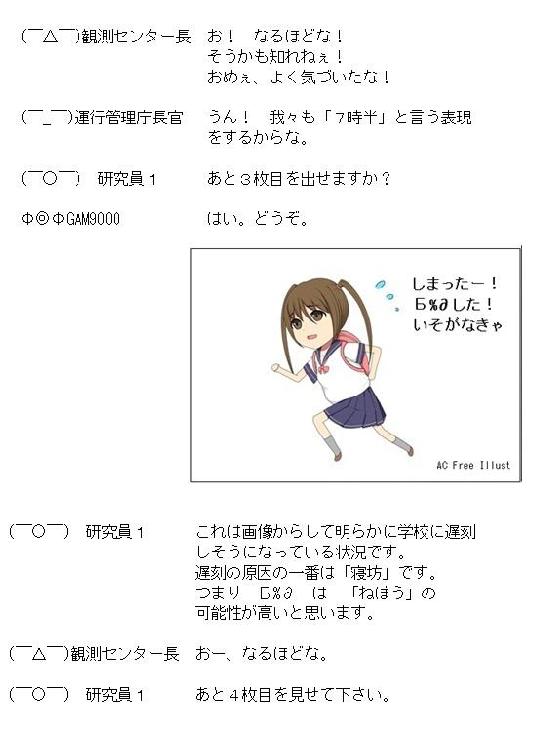 (￣△￣)観測センター長　お！　なるほどな！
そうかも知れねぇ！
おめぇ、よく気づいたな！
(￣_￣)運行管理庁長官　うん！　我々も「７時半」と言う表現
をするからな。
(￣○￣)　研究員１　あと３枚目を出せますか？
Φ◎ΦGAM9000　はい。どうぞ。
しまったー！
Б%∂した！
いそがなきゃ
AC Free Illust
(￣○￣)　研究員１　これは画像からして明らかに学校に遅刻
しそうになっている状況です。
遅刻の原因の一番は「寝坊」です。
つまり　Б%∂　は　「ねぼう」の
可能性が高いと思います。
(￣△￣)観測センター長　おー、なるほどな。
(￣○￣)　研究員１　あと４枚目を見せて下さい。